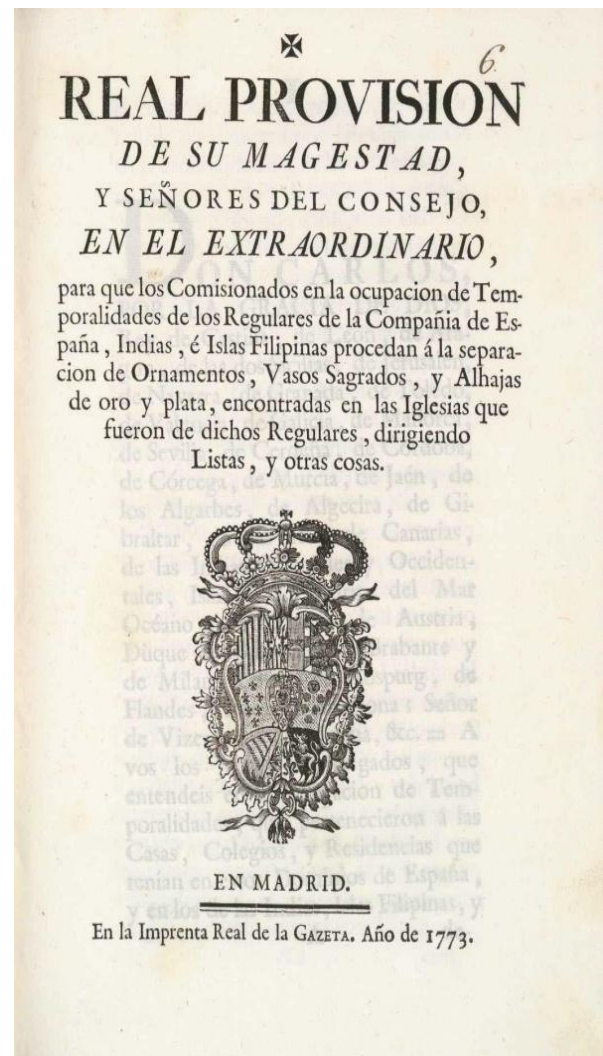 6.
REAL PROVISION
DE SU MAGESTAD,
Y SEÑORES DEL CONSEJO,
EN EL EXTRAORDINARIO,
para que los Comisionados en la ocupacion de Tem-
poralidades de los Regulares de la Compañia de Es-
paña, Indias, é Islas Filipinas procedan á la separa-
cion de Ornamentos, Vasos Sagrados, y Alhajas
de oro y plata, encontradas en las Iglesias que
fueron de dichos Regulares, dirigiendo
Listas, y otras cosas.
EN MADRID.
En la Imprenta Real de la GAZETA. Año de 1773.